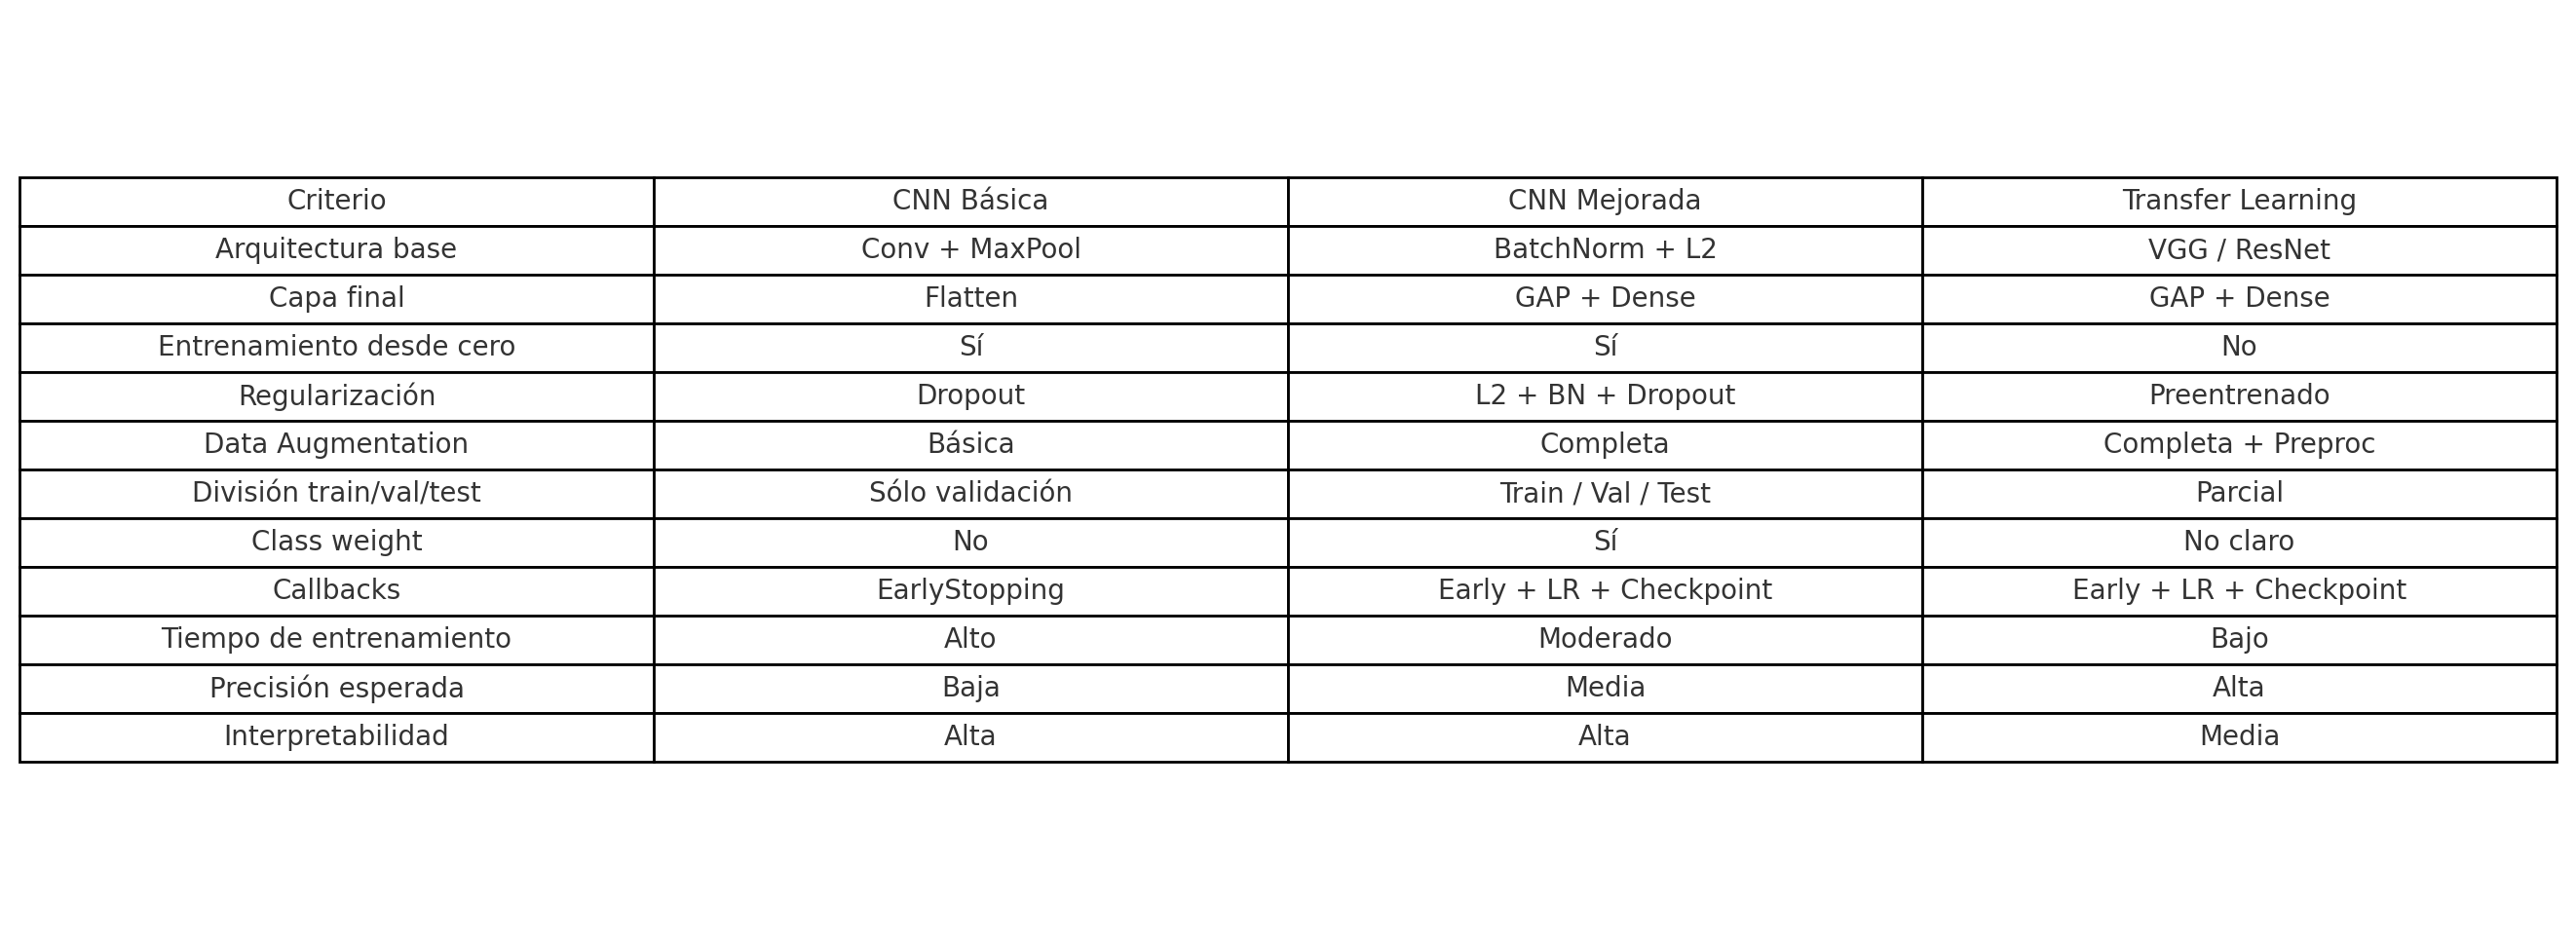 Criterio CNN Básica CNN Mejorada Transfer Learning
Arquitectura base Conv + MaxPool BatchNorm + L2 VGG / ResNet
Capa final Flatten GAP + Dense GAP + Dense
Entrenamiento desde cero Sí Sí No
Regularización Dropout L2 + BN + Dropout Preentrenado
Data Augmentation Básica Completa Completa + Preproc
División train/val/test Sólo validación Train / Val / Test Parcial
Class weight No Sí No claro
Callbacks EarlyStopping Early + LR + Checkpoint Early + LR + Checkpoint
Tiempo de entrenamiento Alto Moderado Bajo
Precisión esperada Baja Media Alta
Interpretabilidad Alta Alta Media